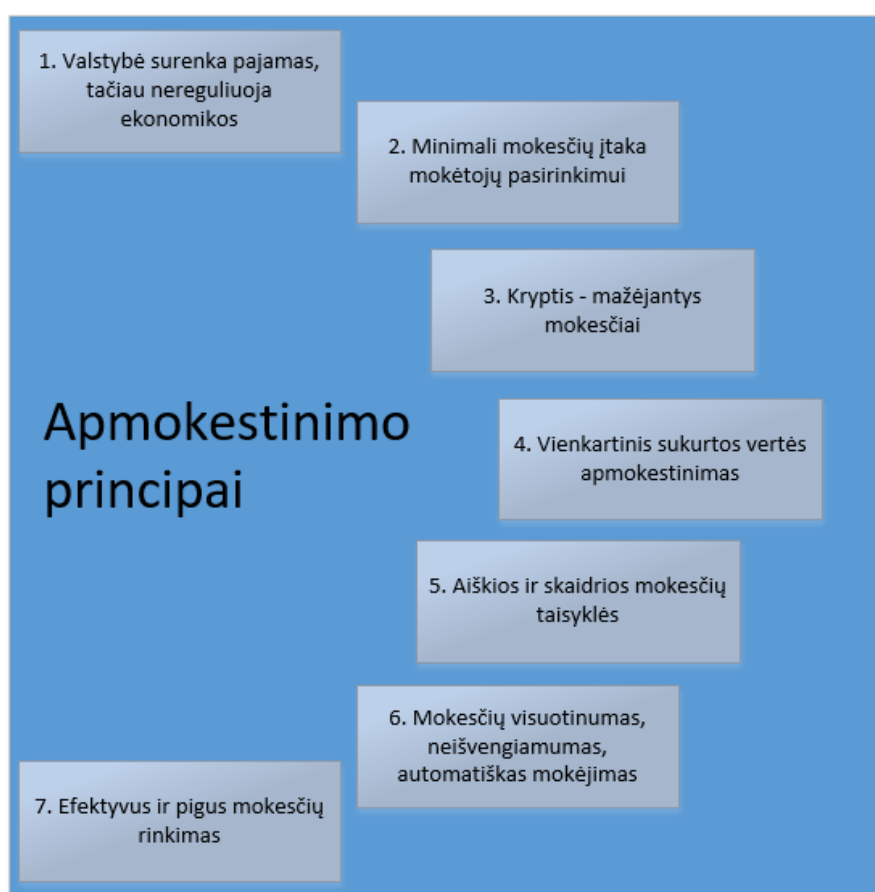 1. Valstybė surenka pajamas,
tačiau nereguliuoja
ekonomikos
2. Minimali mokesčių įtaka
mokėtojų pasirinkimui
3. Kryptis - mažėjantys
mokesčiai
Apmokestinimo
principai
4. Vienkartinis sukurtos vertės
apmokestinimas
5. Aiškios ir skaidrios mokesčių
taisyklės
6. Mokesčių visuotinumas,
neišvengiamumas,
automatiškas mokėjimas
7. Efektyvus ir pigus mokesčių
rinkimas